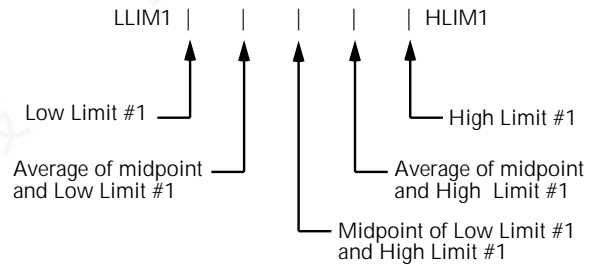 LLIM1 | | | | | HLIM1
Low Limit #1
High Limit #1
Average of midpoint
and Low Limit #1
Average of midpoint
and High Limit #1
Midpoint of Low Limit #1
and High Limit #1